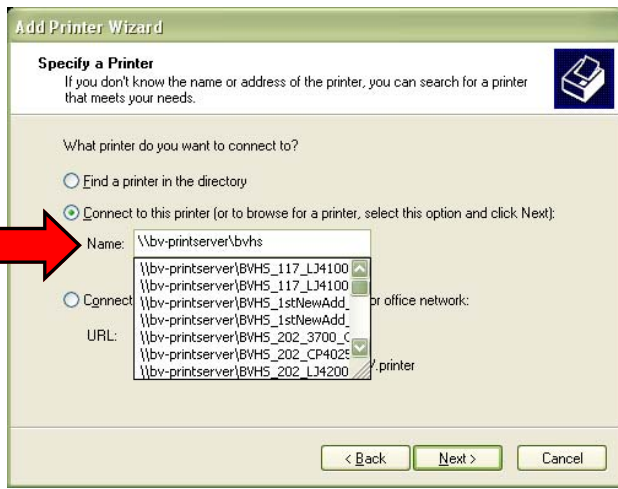 Add Printer Wizard
Specify a Printer
If you don't know the name or address of the printer, you can search for a printer
that meets your needs.
What printer do you want to connect to?
Find a printer in the directory
Connect to this printer (or to browse for a printer, select this option and click Next):
Name: \\bv-printserver\bvhs
\\bv-printserver\BVHS_117_LJ4100
\\bv-printserver\BVHS_117_LJ4100
\\bv-printserver\BVHS_1stNewAdd_
Connect or office network:
\\bv-printserver\BVHS_1stNewAdd_
URL: \\bv-printserver\BVHS_202_3700_C
\\bv-printserver\BVHS_202_CP4025
\\bv-printserver\BVHS_202_LJ4200 /.printer
< Back Next > Cancel